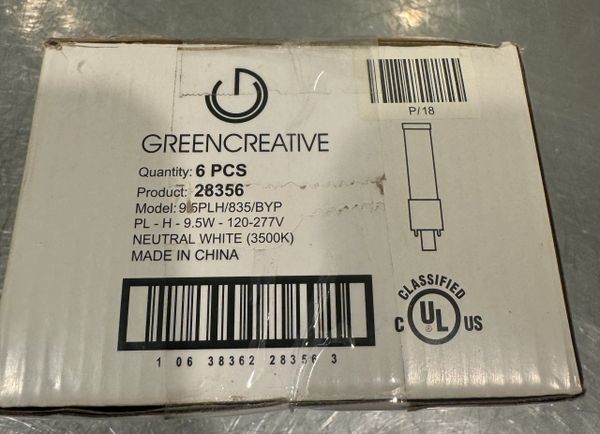 P/18
GREENCREATIVE
Quantity: 6 PCS
Product: 28356
Model: 9.5PLH/835/BYP
PL - H - 9.5W - 120-277V
NEUTRAL WHITE (3500K)
MADE IN CHINA
CLASSIFIED
C UL US
®
1 06 38362 28356 3